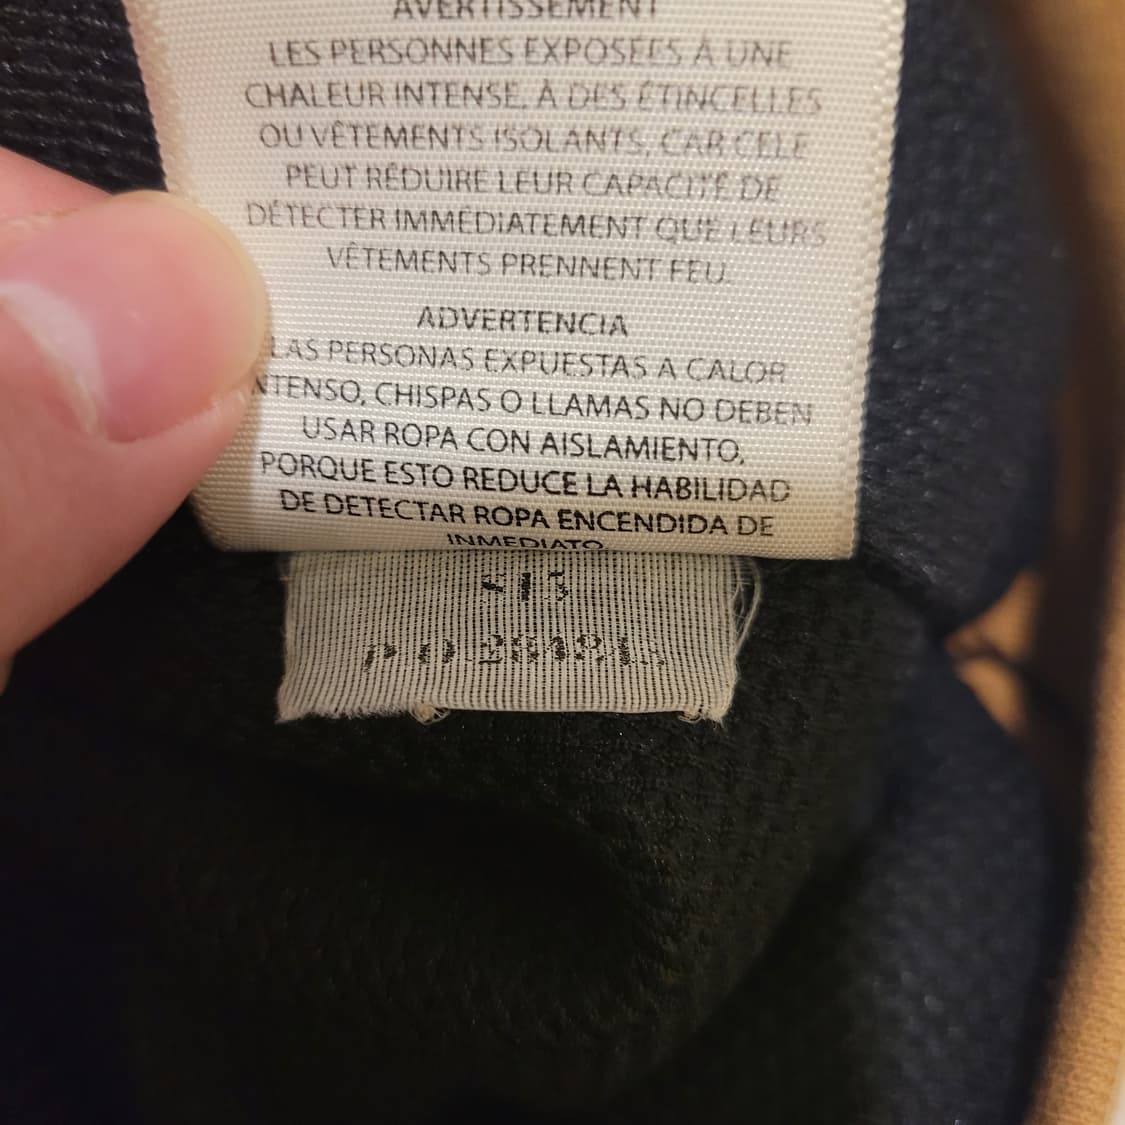 AVERTISSEMENT
LES PERSONNES EXPOSÉES À UNE
CHALEUR INTENSE, À DES ÉTINCELLES
OU VÊTEMENTS ISOLANTS, CAR CELE
PEUT RÉDUIRE LEUR CAPACITÉ DE
DÉTECTER IMMÉDIATEMENT QUE LEURS
VÊTEMENTS PRENNENT FEU.
ADVERTENCIA
LAS PERSONAS EXPUESTAS A CALOR
NTENSO, CHISPAS O LLAMAS NO DEBEN
USAR ROPA CON AISLAMIENTO,
PORQUE ESTO REDUCE LA HABILIDAD
DE DETECTAR ROPA ENCENDIDA DE
INMEDIATO